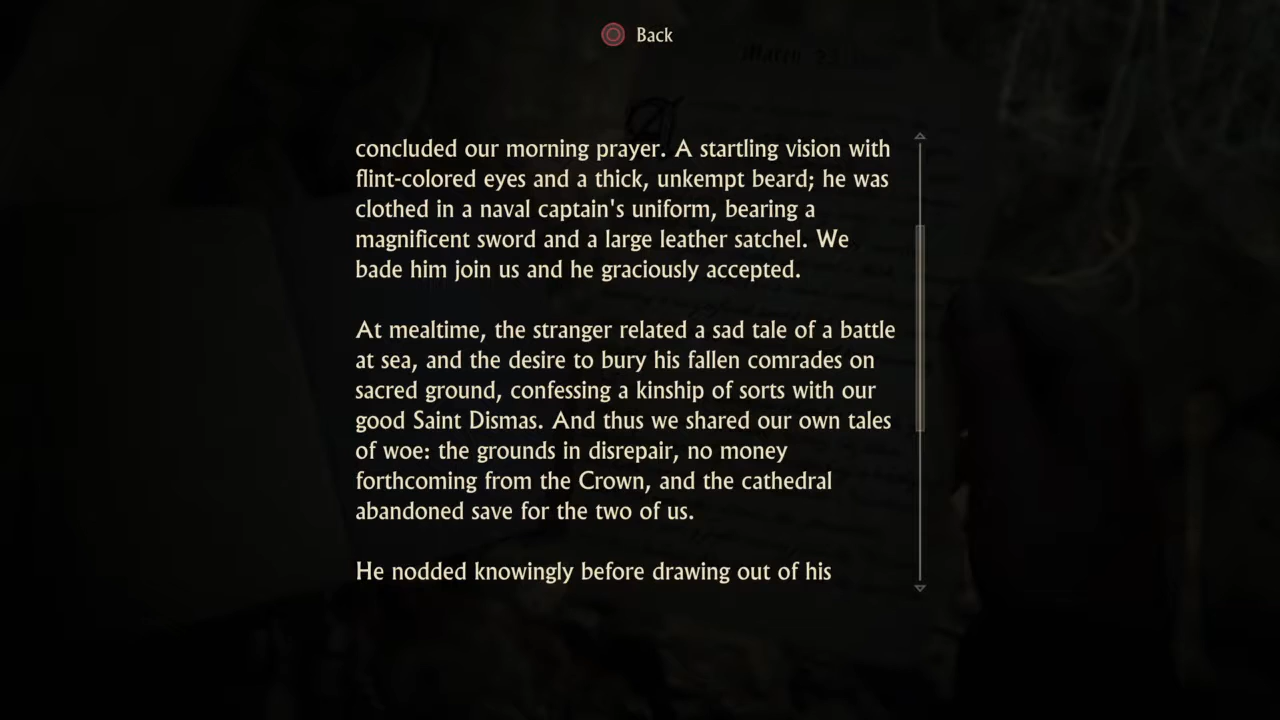 Back
March 23
concluded our morning prayer. A startling vision with
flint-colored eyes and a thick, unkempt beard; he was
clothed in a naval captain's uniform, bearing a
magnificent sword and a large leather satchel. We
bade him join us and he graciously accepted.
At mealtime, the stranger related a sad tale of a battle
at sea, and the desire to bury his fallen comrades on
sacred ground, confessing a kinship of sorts with our
good Saint Dismas. And thus we shared our own tales
of woe: the grounds in disrepair, no money
forthcoming from the Crown, and the cathedral
abandoned save for the two of us.
He nodded knowingly before drawing out of his